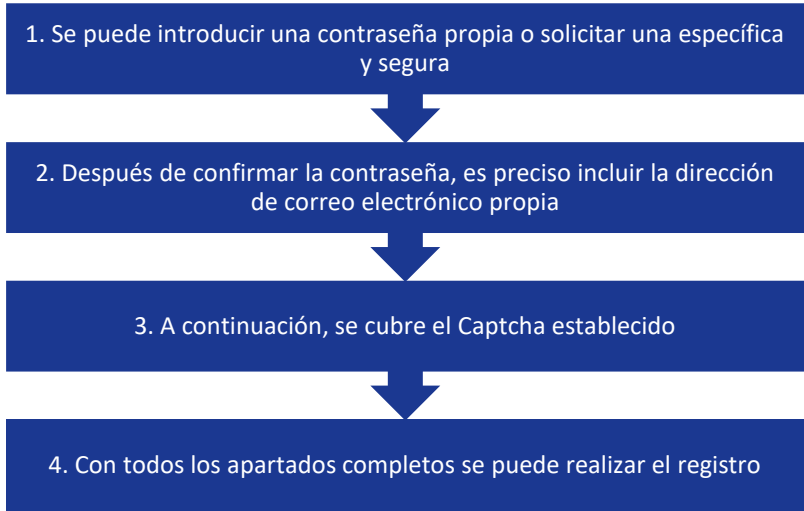 1. Se puede introducir una contraseña propia o solicitar una específica
y segura
2. Después de confirmar la contraseña, es preciso incluir la dirección
de correo electrónico propia
3. A continuación, se cubre el Captcha establecido
4. Con todos los apartados completos se puede realizar el registro